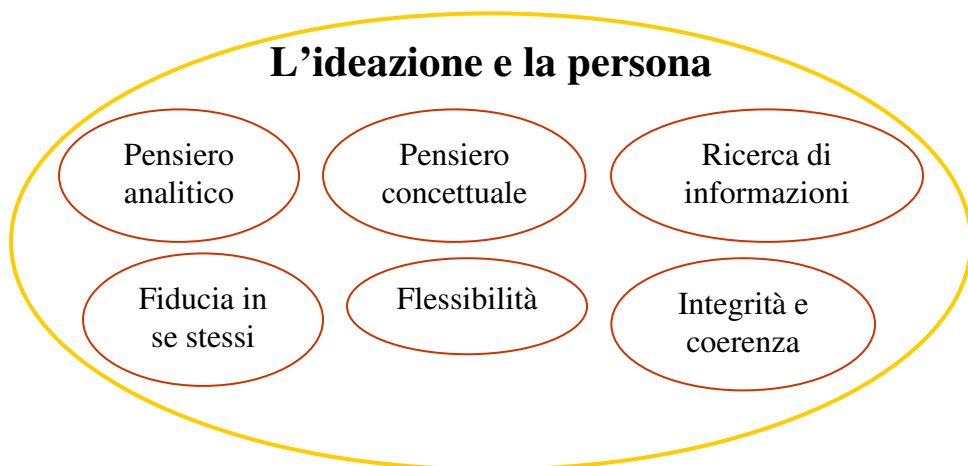 L’ideazione e la persona
Pensiero
analitico
Pensiero
concettuale
Ricerca di
informazioni
Fiducia in
se stessi
Flessibilità
Integrità e
coerenza